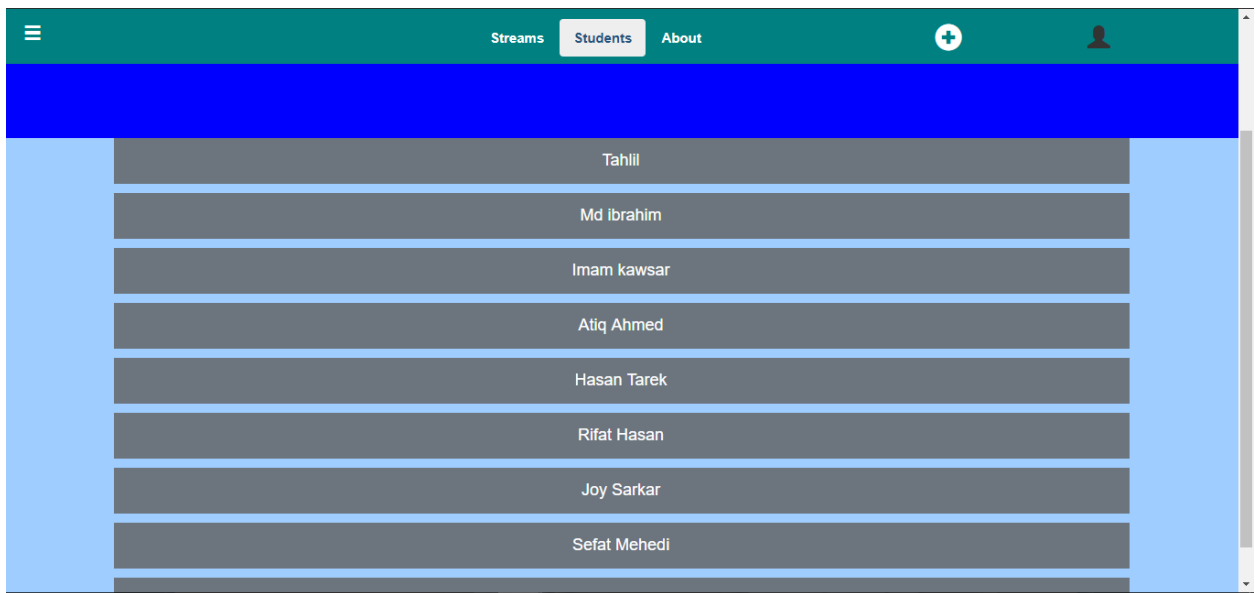 Streams Students About
Tahlil
Md ibrahim
Imam kawsar
Atiq Ahmed
Hasan Tarek
Rifat Hasan
Joy Sarkar
Sefat Mehedi